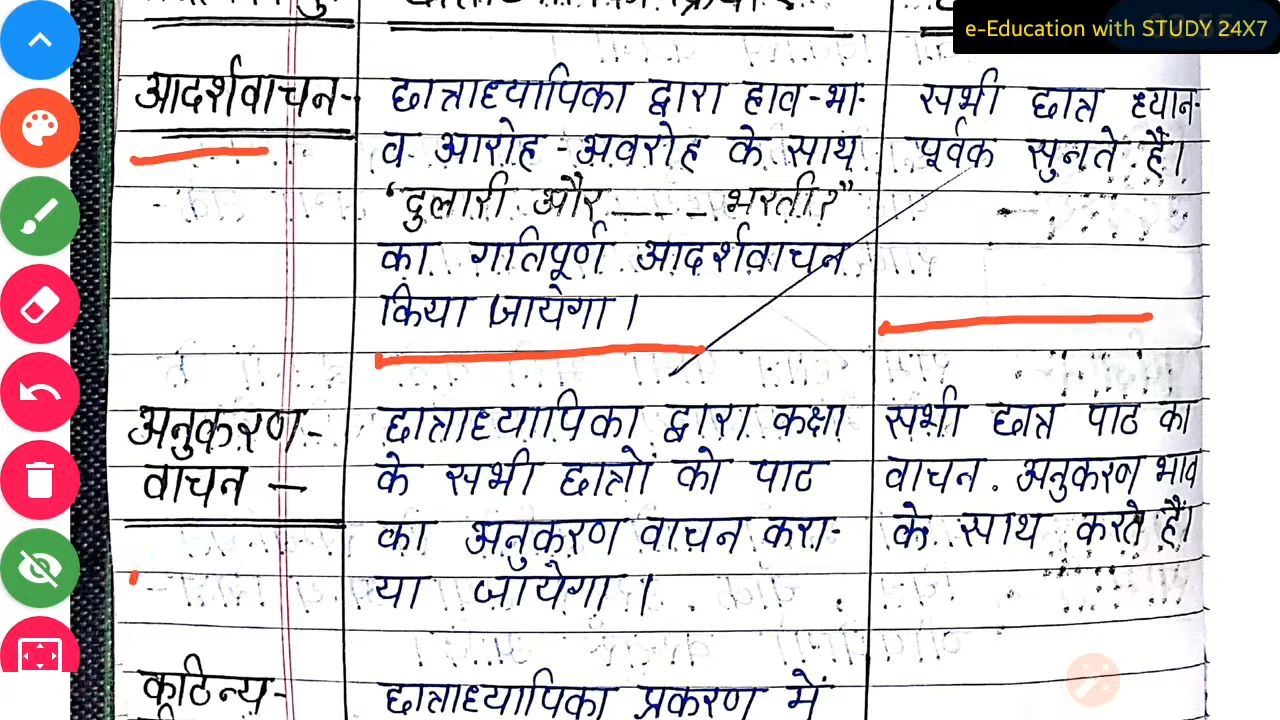 e-Education with STUDY 24X7
आदर्शवाचन-
छात्राध्यापिका द्वारा हाव-भा-
व आरोह-अवरोह के साथ
"दुलारी और ---- भरती?"
का गतिपूर्ण आदर्शवाचन
किया जायेगा।
सभी छात्र ध्यान-
पूर्वक सुनते हैं।
अनुकरण-
वाचन -
छात्राध्यापिका द्वारा कक्षा
के सभी छात्रों को पाठ
का अनुकरण वाचन करा-
या जायेगा।
सभी छात्र पाठ का
वाचन अनुकरण भाव
के साथ करते हैं।
काठिन्य-
छात्राध्यापिका प्रकरण में